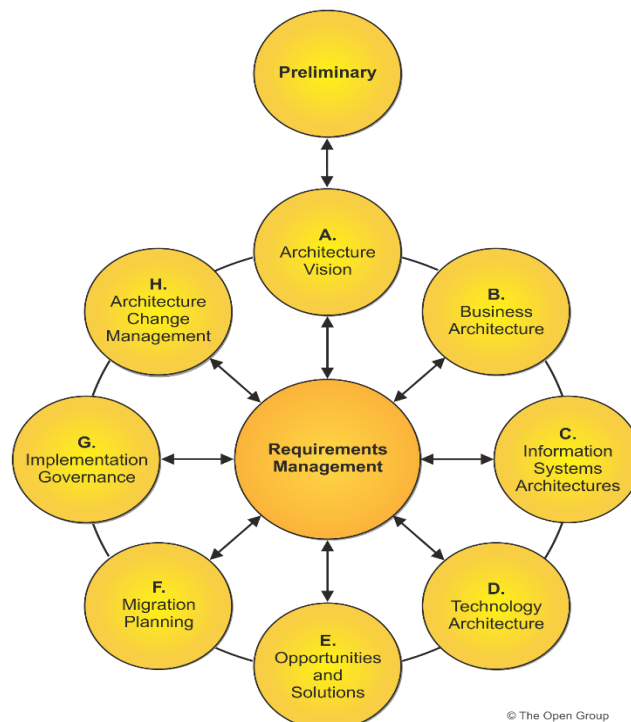 Preliminary
A.
Architecture
Vision
B.
Business
Architecture
C.
Information
Systems
Architectures
D.
Technology
Architecture
E.
Opportunities
and
Solutions
F.
Migration
Planning
G.
Implementation
Governance
H.
Architecture
Change
Management
Requirements
Management
© The Open Group